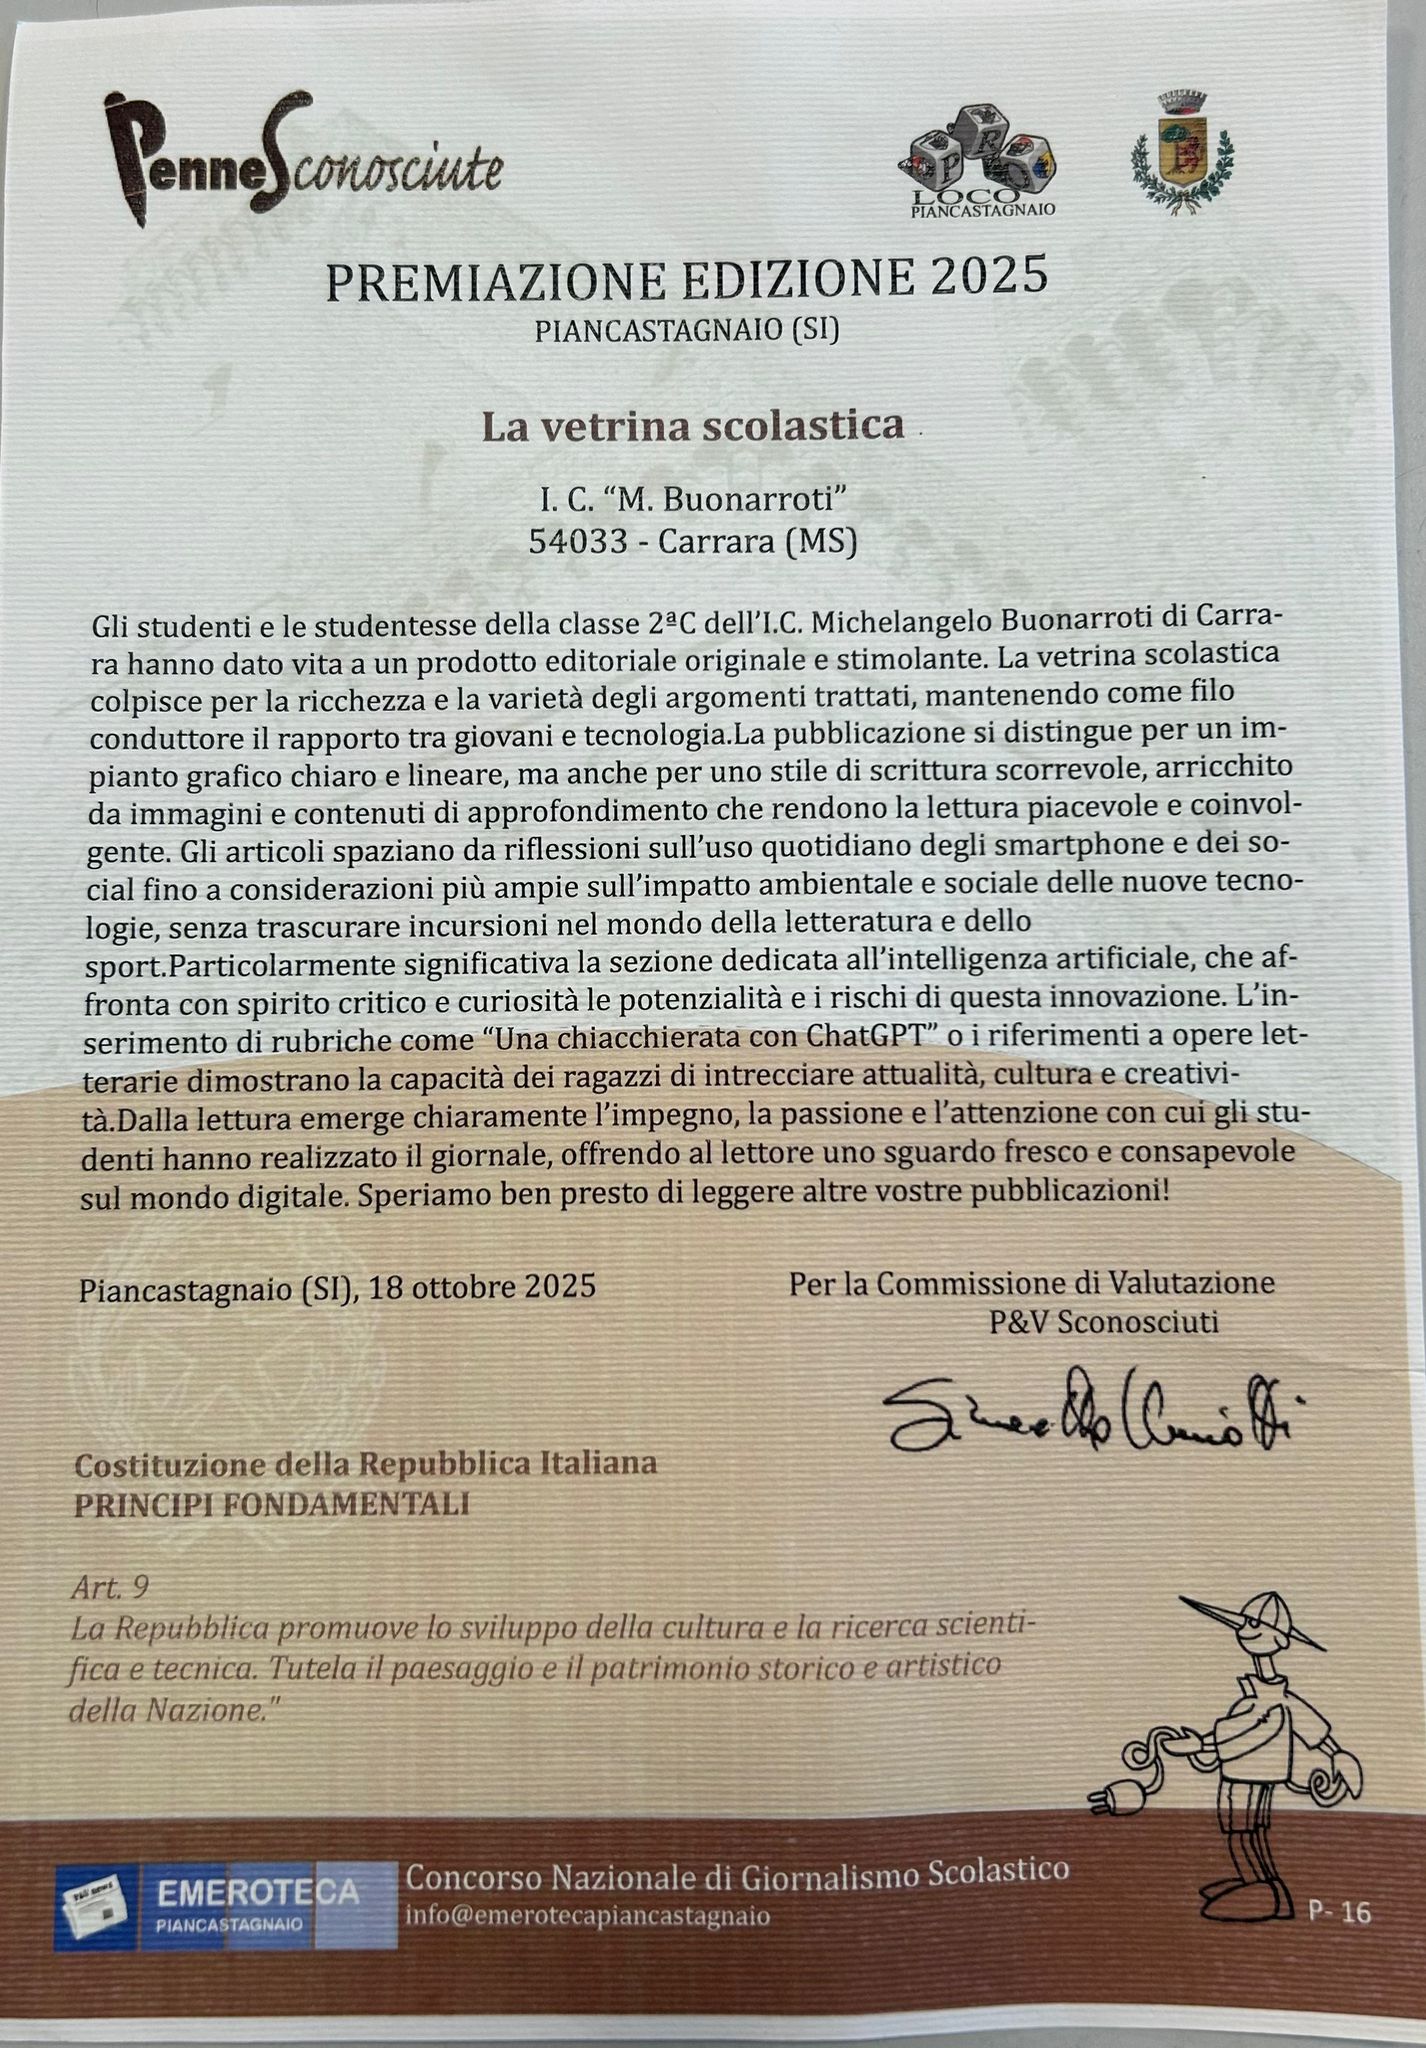 PenneSconosciute
PRO
LOCO
PIANCASTAGNAIO
PREMIAZIONE EDIZIONE 2025
PIANCASTAGNAIO (SI)
La vetrina scolastica
I. C. “M. Buonarroti”
54033 - Carrara (MS)
Gli studenti e le studentesse della classe 2ªC dell’I.C. Michelangelo Buonarroti di Carra-
ra hanno dato vita a un prodotto editoriale originale e stimolante. La vetrina scolastica
colpisce per la ricchezza e la varietà degli argomenti trattati, mantenendo come filo
conduttore il rapporto tra giovani e tecnologia.La pubblicazione si distingue per un im-
pianto grafico chiaro e lineare, ma anche per uno stile di scrittura scorrevole, arricchito
da immagini e contenuti di approfondimento che rendono la lettura piacevole e coinvol-
gente. Gli articoli spaziano da riflessioni sull’uso quotidiano degli smartphone e dei so-
cial fino a considerazioni più ampie sull’impatto ambientale e sociale delle nuove tecno-
logie, senza trascurare incursioni nel mondo della letteratura e dello
sport.Particolarmente significativa la sezione dedicata all’intelligenza artificiale, che af-
fronta con spirito critico e curiosità le potenzialità e i rischi di questa innovazione. L’in-
serimento di rubriche come “Una chiacchierata con ChatGPT” o i riferimenti a opere let-
terarie dimostrano la capacità dei ragazzi di intrecciare attualità, cultura e creativi-
tà.Dalla lettura emerge chiaramente l’impegno, la passione e l’attenzione con cui gli stu-
denti hanno realizzato il giornale, offrendo al lettore uno sguardo fresco e consapevole
sul mondo digitale. Speriamo ben presto di leggere altre vostre pubblicazioni!
Piancastagnaio (SI), 18 ottobre 2025
Per la Commissione di Valutazione
P&V Sconosciuti
Costituzione della Repubblica Italiana
PRINCIPI FONDAMENTALI
Art. 9
La Repubblica promuove lo sviluppo della cultura e la ricerca scienti-
fica e tecnica. Tutela il paesaggio e il patrimonio storico e artistico
della Nazione."
P&V news
EMEROTECA
PIANCASTAGNAIO
Concorso Nazionale di Giornalismo Scolastico
info@emerotecapiancastagnaio
P- 16